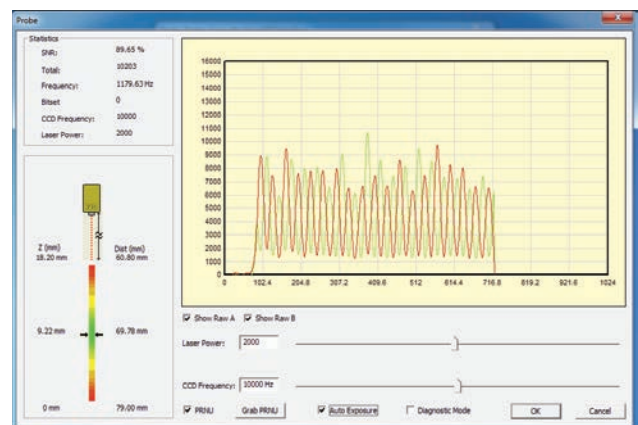 Probe
Statistics
SNR: 89.65 %
Total: 10203
Frequency: 1179.63 Hz
Bitset 0
CCD Frequency: 10000
Laser Power: 2000
Z (mm) Dist (mm)
18.20 mm 60.80 mm
9.22 mm 69.78 mm
0 mm 79.00 mm
16000
15000
14000
13000
12000
11000
10000
9000
8000
7000
6000
5000
4000
3000
2000
1000
0
0 102.4 204.8 307.2 409.6 512 614.4 716.8 819.2 921.6 1024
Show Raw A Show Raw B
Laser Power: 2000
CCD Frequency: 10000 Hz
PRNU Grab PRNU Auto Exposure Diagnostic Mode OK Cancel